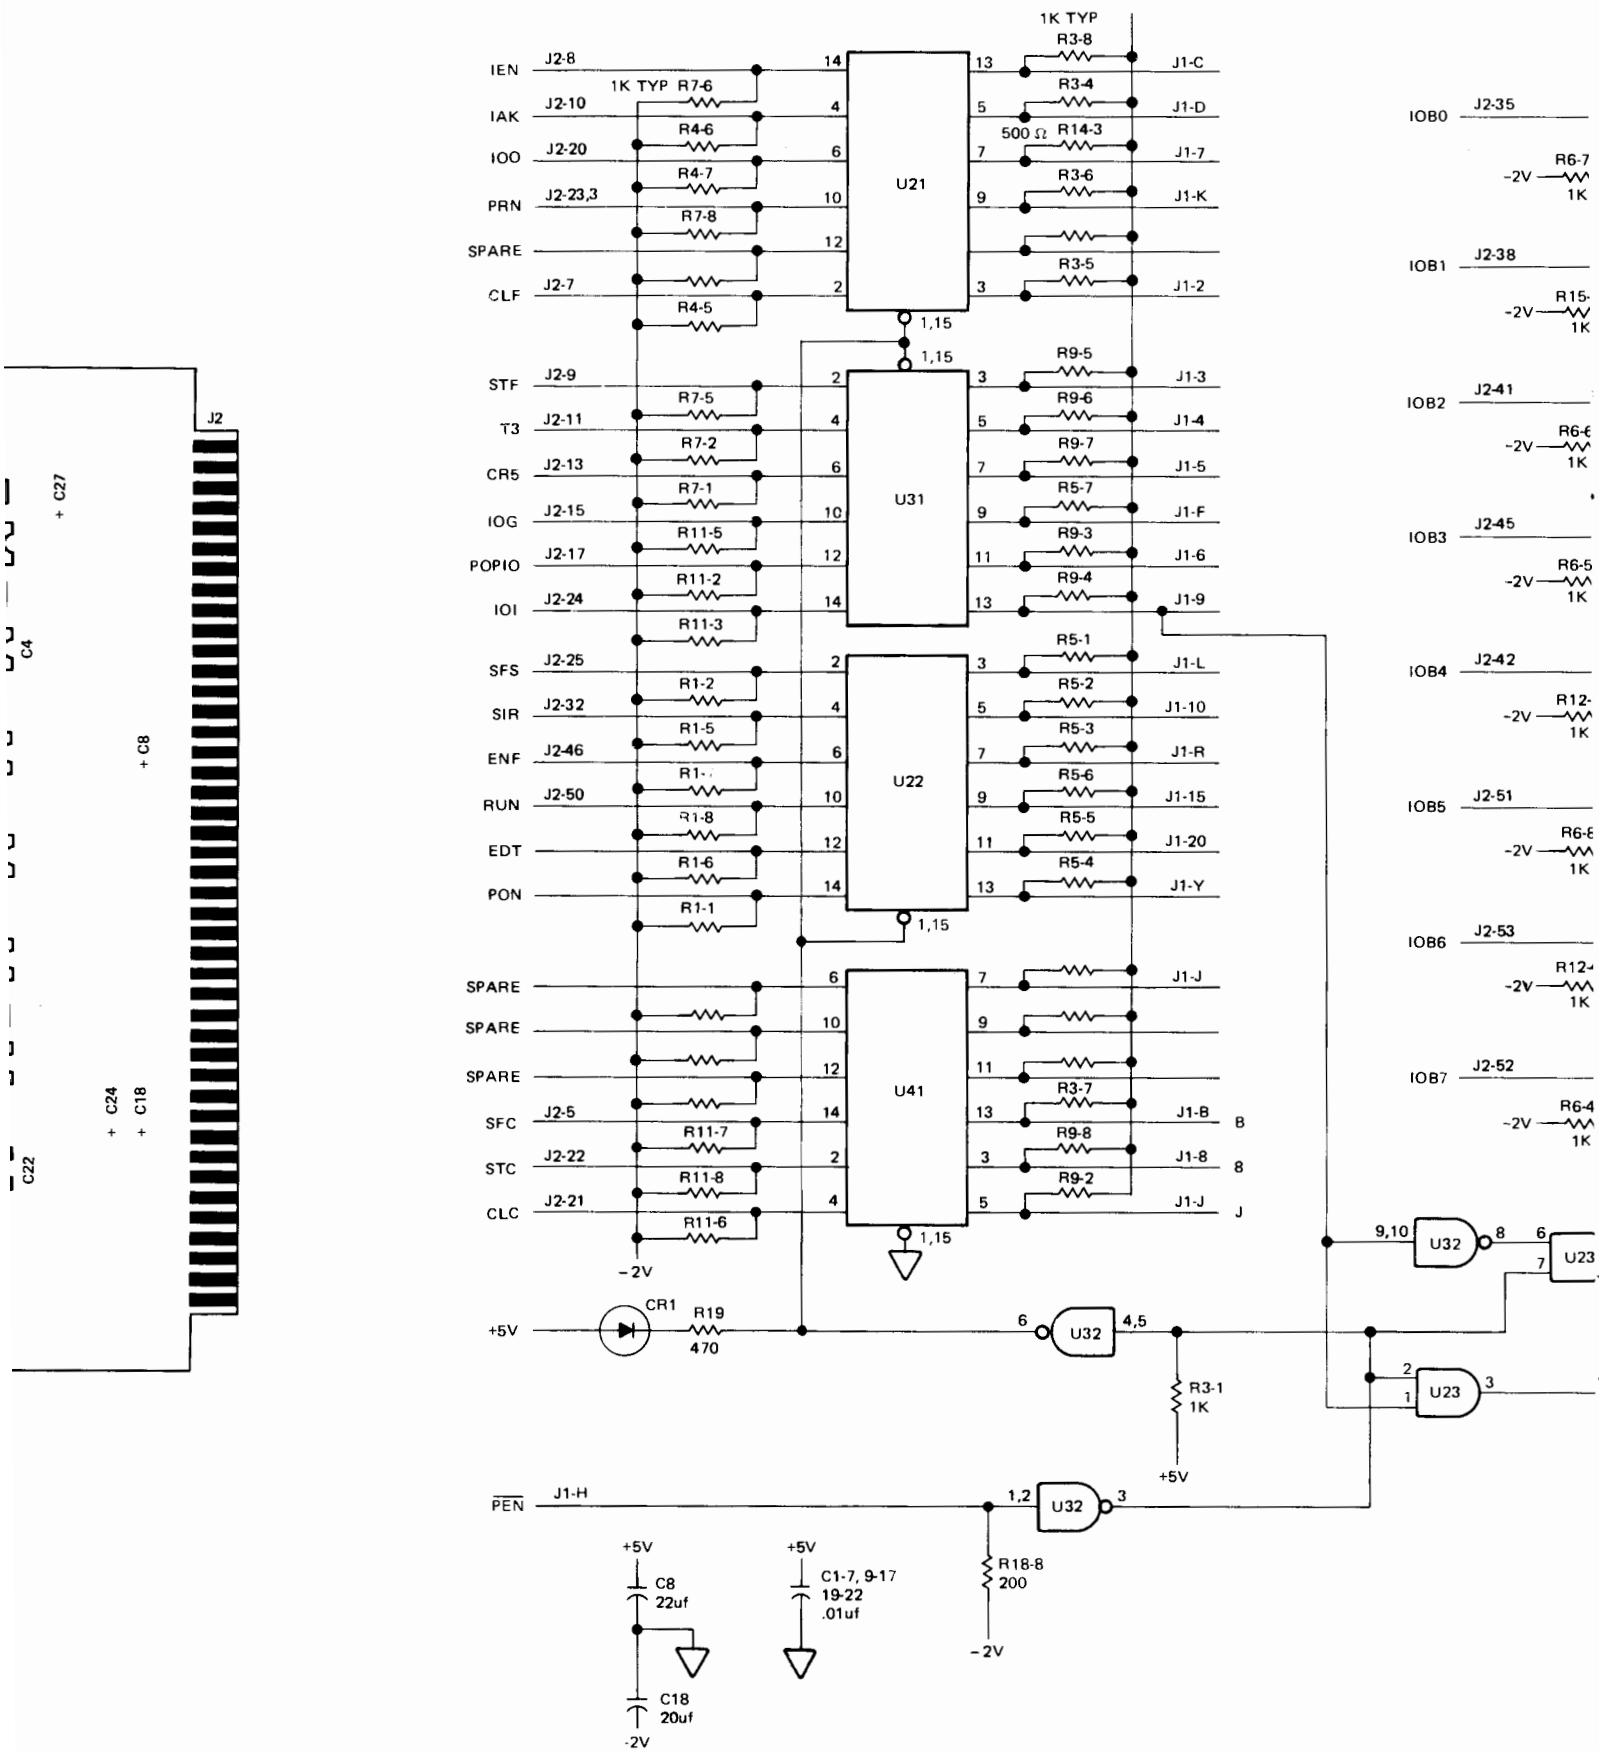 1K TYP
R3-8
IEN J2-8 14 13 J1-C
1K TYP R7-6 R3-4
IAK J2-10 4 5 J1-D
R4-6 500 Ω R14-3
IOO J2-20 6 7 J1-7
R4-7 U21 R3-6
PRN J2-23,3 10 9 J1-K
R7-8
SPARE 12
R3-5
CLF J2-7 2 3 J1-2
R4-5
1,15
1,15
R9-5
STF J2-9 2 3 J1-3
R7-5 R9-6
T3 J2-11 4 5 J1-4
R7-2 R9-7
CR5 J2-13 6 7 J1-5
R7-1 U31 R5-7
IOG J2-15 10 9 J1-F
R11-5 R9-3
POPIO J2-17 12 11 J1-6
R11-2 R9-4
IOI J2-24 14 13 J1-9
R11-3
R5-1
SFS J2-25 2 3 J1-L
R1-2 R5-2
SIR J2-32 4 5 J1-10
R1-5 R5-3
ENF J2-46 6 7 J1-R
U22 R5-6
RUN J2-50 10 9 J1-15
R1-8 R5-5
EDT 12 11 J1-20
R1-6 R5-4
PON 14 13 J1-Y
R1-1
1,15
SPARE 6 7 J1-J
SPARE 10 9
SPARE 12 11
U41 R3-7
SFC J2-5 14 13 J1-B B
R11-7 R9-8
STC J2-22 2 3 J1-8 8
R11-8 R9-2
CLC J2-21 4 5 J1-J J
R11-6
1,15
-2V
+5V CR1 R19 470
6 U32 4,5
R3-1
1K
+5V
9,10 U32 8 6 7 U23
2 1 U23 3
PEN J1-H 1,2 U32 3
R18-8
200
-2V
+5V
C8
22uf
C18
20uf
-2V
+5V
C1-7, 9-17
19-22
.01uf
IOB0 J2-35
-2V R6-7
1K
IOB1 J2-38
-2V R15-
1K
IOB2 J2-41
-2V
1K
IOB3 J2-45
-2V R6-5
1K
IOB4 J2-42
-2V R12-
1K
IOB5 J2-51
-2V
1K
IOB6 J2-53
-2V
1K
IOB7 J2-52
-2V R6-4
1K
J2
+ C27
C4
+ C8
+ C24 +
+ C18 +
C22